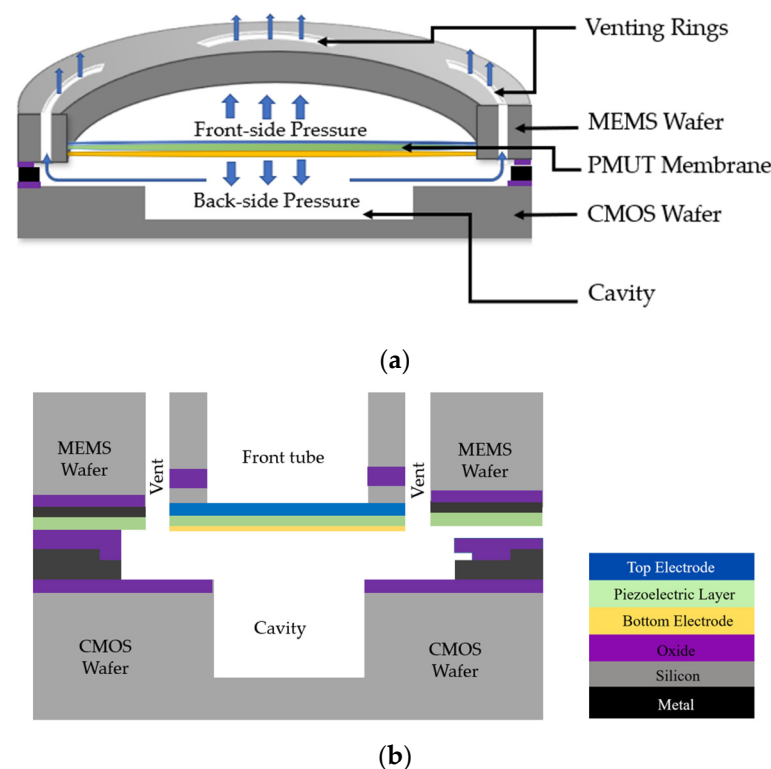 Venting Rings
MEMS Wafer
Front-side Pressure
PMUT Membrane
Back-side Pressure
CMOS Wafer
Cavity
(a)
MEMS
Wafer
Vent
Front tube
Vent
MEMS
Wafer
Cavity
CMOS
Wafer
CMOS
Wafer
Top Electrode
Piezoelectric Layer
Bottom Electrode
Oxide
Silicon
Metal
(b)